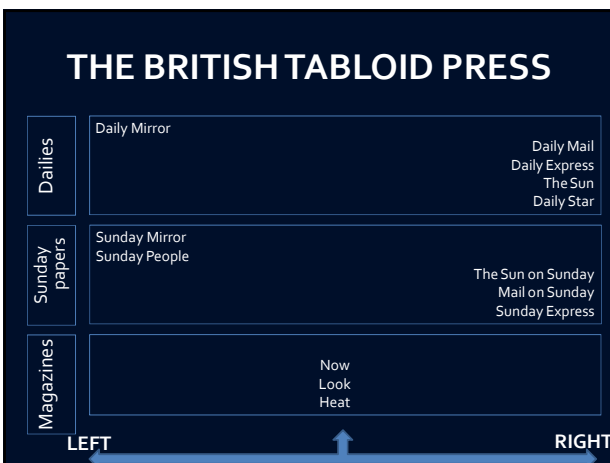 THE BRITISH TABLOID PRESS
Dailies
Daily Mirror
Daily Mail
Daily Express
The Sun
Daily Star
Sunday
papers
Sunday Mirror
Sunday People
The Sun on Sunday
Mail on Sunday
Sunday Express
Magazines
Now
Look
Heat
LEFT
RIGHT